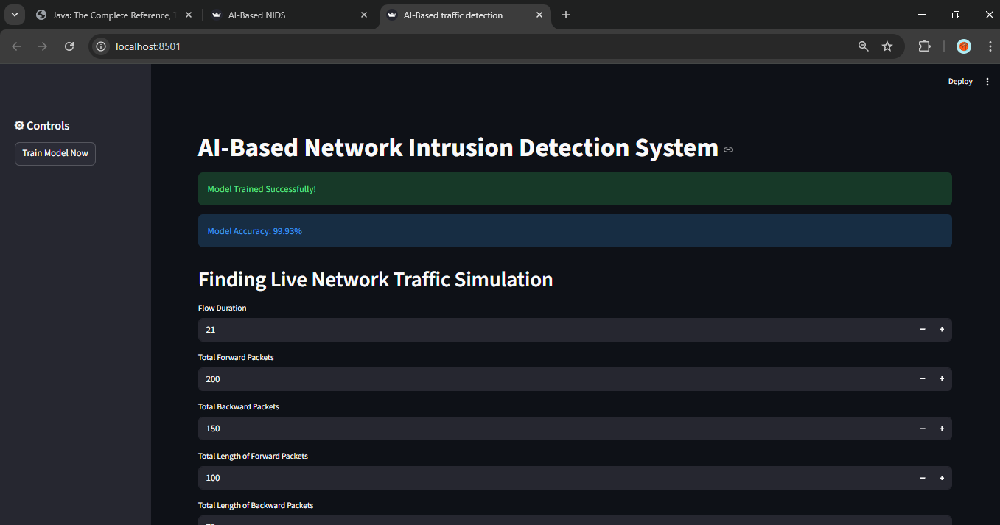 Java: The Complete Reference,
AI-Based NIDS
AI-Based traffic detection
localhost:8501
Deploy
Controls
Train Model Now
AI-Based Network Intrusion Detection System
Model Trained Successfully!
Model Accuracy: 99.93%
Finding Live Network Traffic Simulation
Flow Duration
21
Total Forward Packets
200
Total Backward Packets
150
Total Length of Forward Packets
100
Total Length of Backward Packets